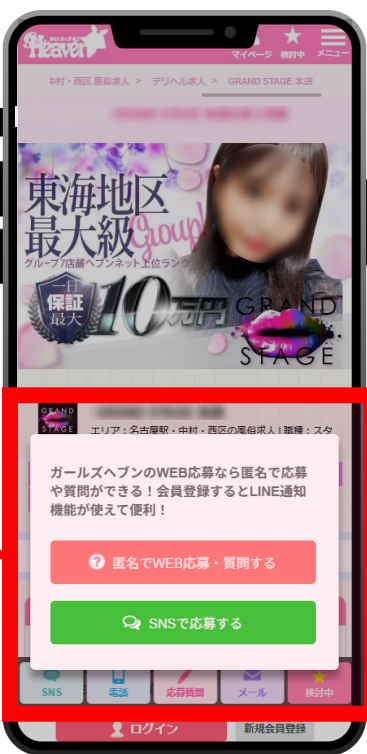 Heaven
マイページ 検討中 メニュー
中村・西区 風俗求人 > デリヘル求人 > GRAND STAGE 本店
東海地区
最大級
Group!
グループ7店舗ヘブンネット上位ランク
一日
保証
最大
10万円
GRAND
STAGE
GRAND
STAGE
エリア：名古屋駅・中村・西区の風俗求人 | 職種：スタ
ガールズヘブンのWEB応募なら匿名で応募
や質問ができる！会員登録するとLINE通知
機能が使えて便利！
匿名でWEB応募・質問する
SNSで応募する
SNS 電話 応募質問 メール 検討中
ログイン 新規会員登録